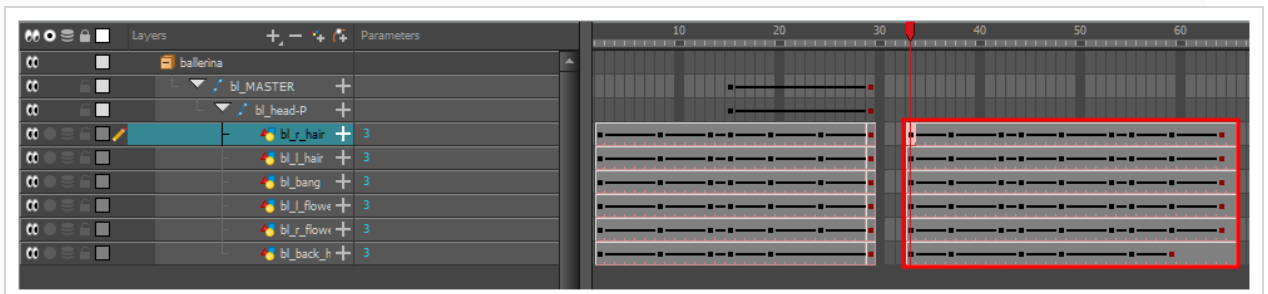 Layers Parameters 10 20 30 40 50 60
ballerina
bl_MASTER
bl_head-P
bl_r_hair 3
bl_l_hair 3
bl_bang 3
bl_l_flowe 3
bl_r_flowe 3
bl_back_h 3